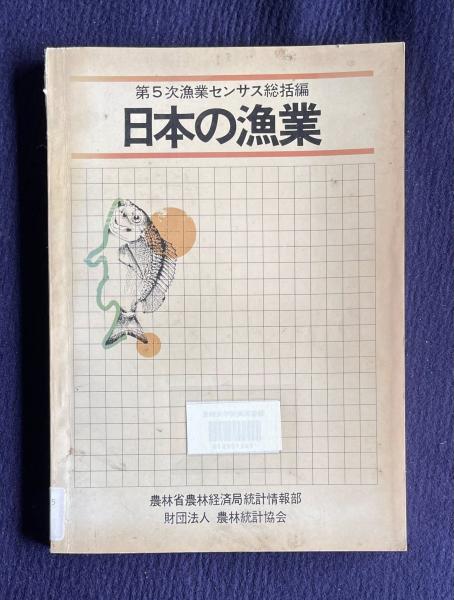 第5次漁業センサス総括編
日本の漁業
農林省農林経済局統計情報部
財団法人 農林統計協会